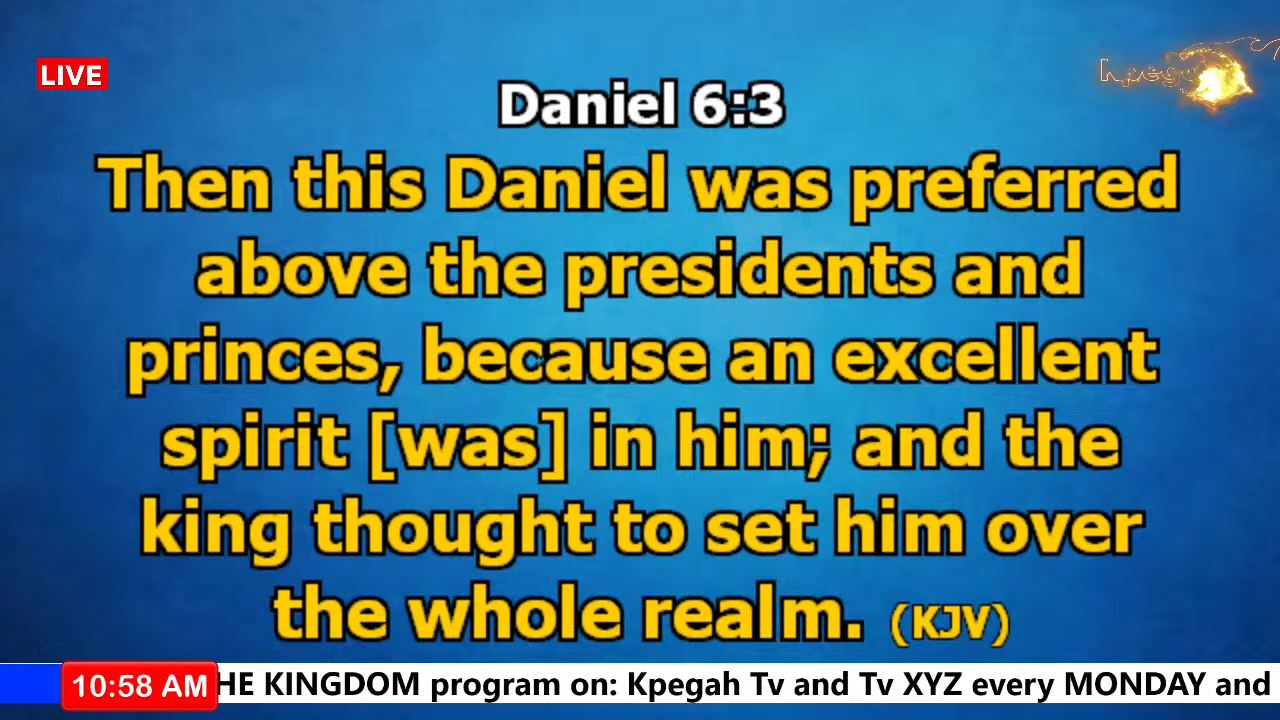 LIVE
Daniel 6:3
Then this Daniel was preferred
above the presidents and
princes, because an excellent
spirit [was] in him; and the
king thought to set him over
the whole realm. (KJV)
10:58 AM
HE KINGDOM program on: Kpegah Tv and Tv XYZ every MONDAY and